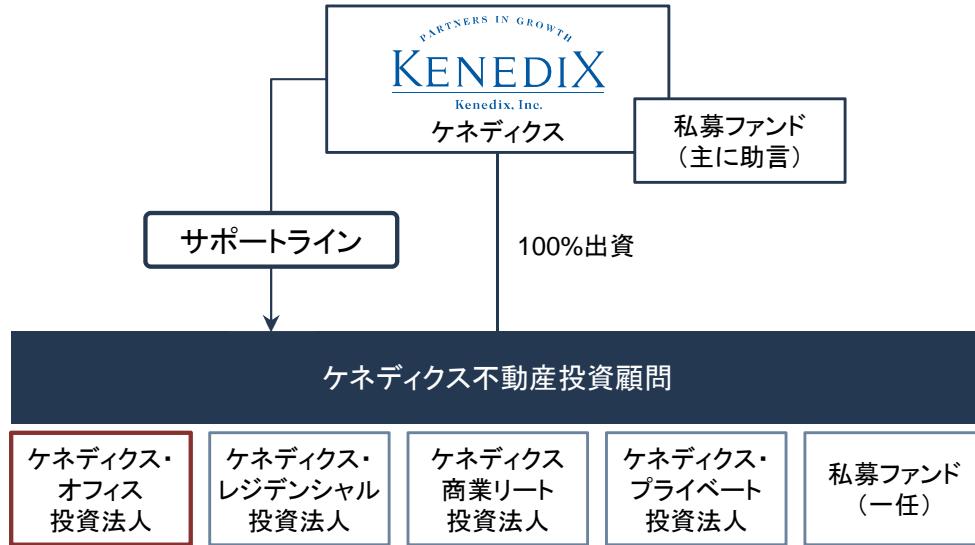 PARTNERS IN GROWTH
KENEDIX
Kenedix, Inc.
ケネディクス
私募ファンド
（主に助言）
サポートライン
100%出資
ケネディクス不動産投資顧問
ケネディクス・
オフィス
投資法人
ケネディクス・
レジデンシャル
投資法人
ケネディクス
商業リート
投資法人
ケネディクス・
プライベート
投資法人
私募ファンド
（一任）